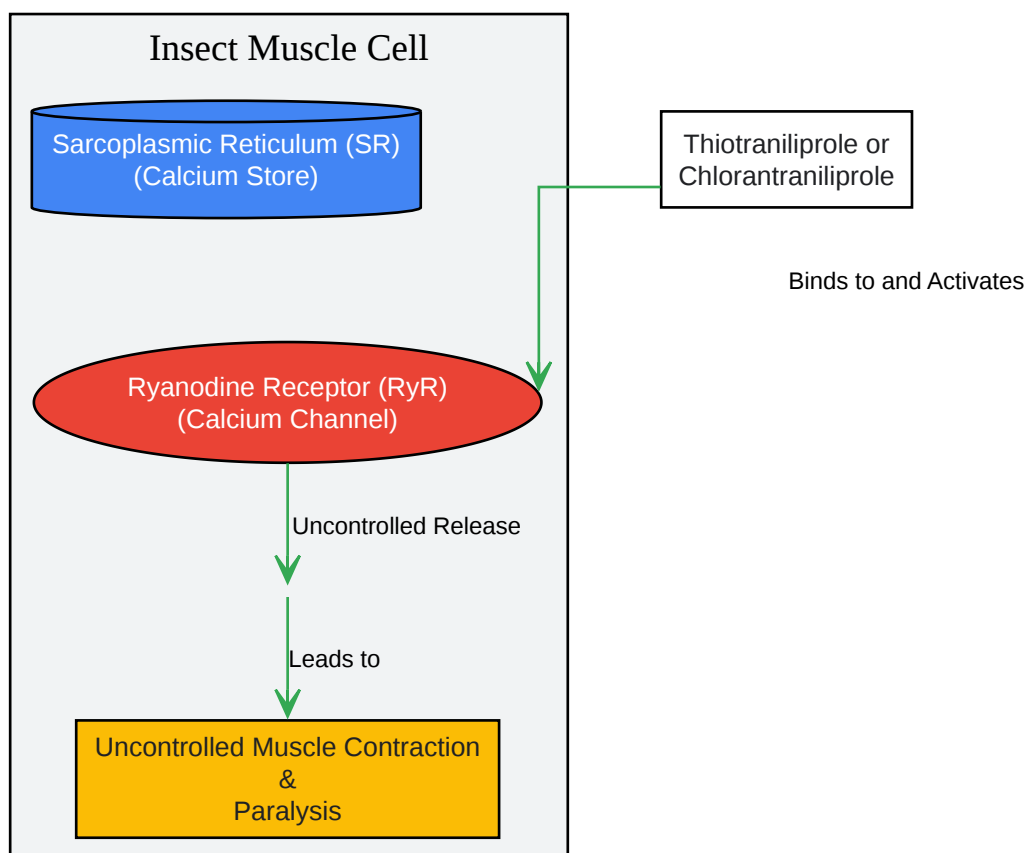 Insect Muscle Cell
Sarcoplasmic Reticulum (SR)
(Calcium Store)
Thiotraniliprole or
Chlorantraniliprole
Binds to and Activates
Ryanodine Receptor (RyR)
(Calcium Channel)
Uncontrolled Release
Leads to
Uncontrolled Muscle Contraction
&
Paralysis